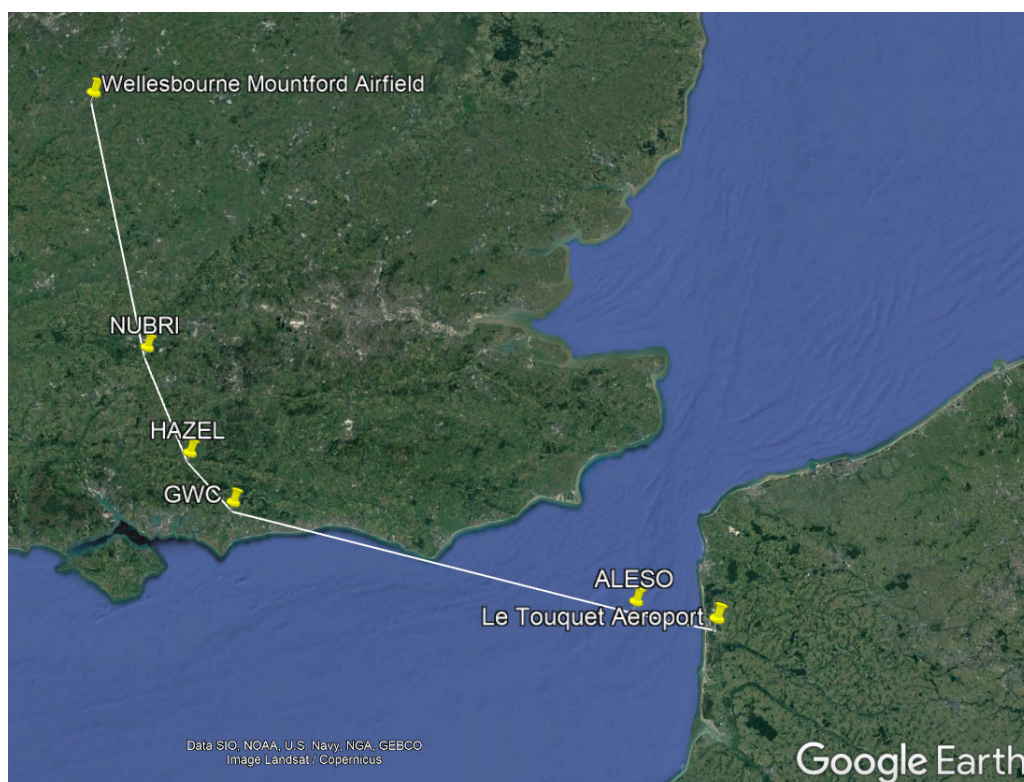 Wellesbourne Mountford Airfield
NUBRI
HAZEL
GWC
ALESO
Le Touquet Aeroport
Data SIO, NOAA, U.S. Navy, NGA, GEBCO
Image Landsat / Copernicus
Google Earth